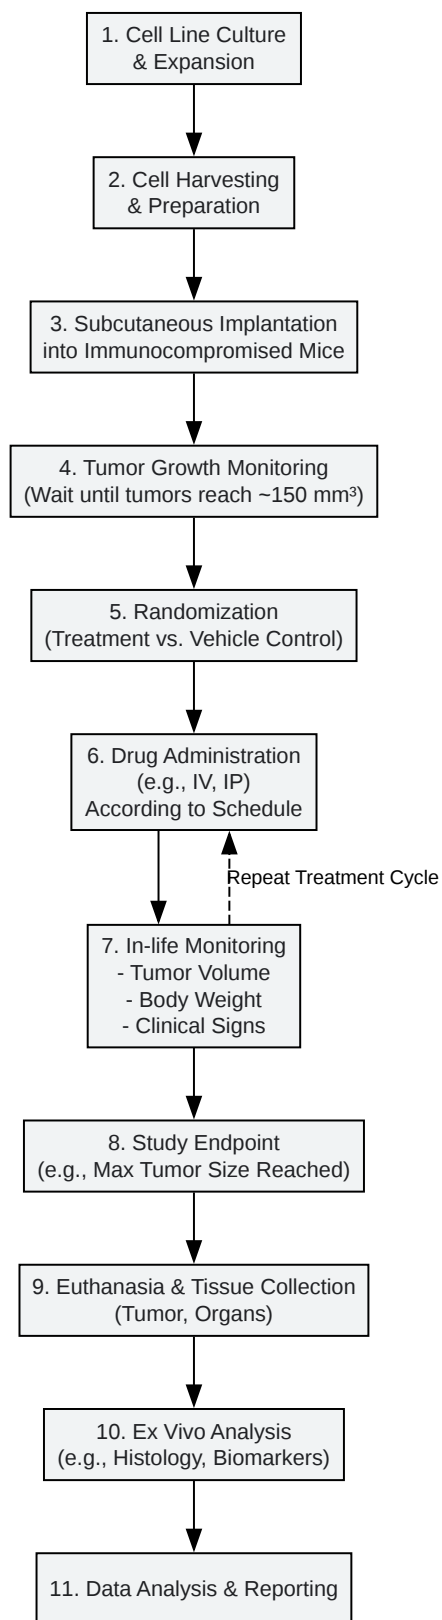 1. Cell Line Culture
& Expansion
2. Cell Harvesting
& Preparation
3. Subcutaneous Implantation
into Immunocompromised Mice
4. Tumor Growth Monitoring
(Wait until tumors reach ~150 mm³)
5. Randomization
(Treatment vs. Vehicle Control)
6. Drug Administration
(e.g., IV, IP)
According to Schedule
Repeat Treatment Cycle
7. In-life Monitoring
- Tumor Volume
- Body Weight
- Clinical Signs
8. Study Endpoint
(e.g., Max Tumor Size Reached)
9. Euthanasia & Tissue Collection
(Tumor, Organs)
10. Ex Vivo Analysis
(e.g., Histology, Biomarkers)
11. Data Analysis & Reporting